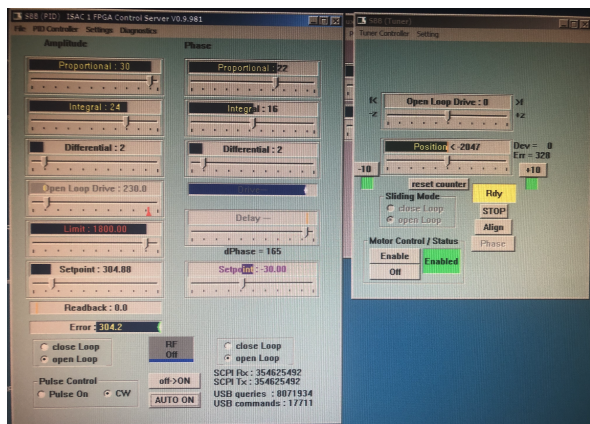 S88 (PID) ISAC 1 FPGA Control Server V0.9.981
File PID-Controller Settings Diagnostics
Amplitude
Proportional : 30
Integral : 24
Differential : 2
Open Loop Drive : 230.0
Limit : 1800.00
Setpoint : 304.88
Readback : 0.0
Error : 304.2
close Loop
open Loop
RF
Off
Pulse Control
Pulse On
CW
off->ON
AUTO ON
Phase
Proportional : 22
Integral : 16
Differential : 2
Delay --
dPhase = 165
Setpoint : -30.00
close Loop
open Loop
SCPI Rx : 354625492
SCPI Tx : 354625492
USB queries : 8071934
USB commands : 17711
S88 (Tuner)
Tuner Controller Setting
f< Open Loop Drive : 0 >f
-z +z
Position < -2047
Dev = 0
Err = 328
-10
+10
reset counter
Sliding Mode
close Loop
open Loop
Rdy
STOP
Align
Phase
Motor Control / Status
Enable
Off
Enabled